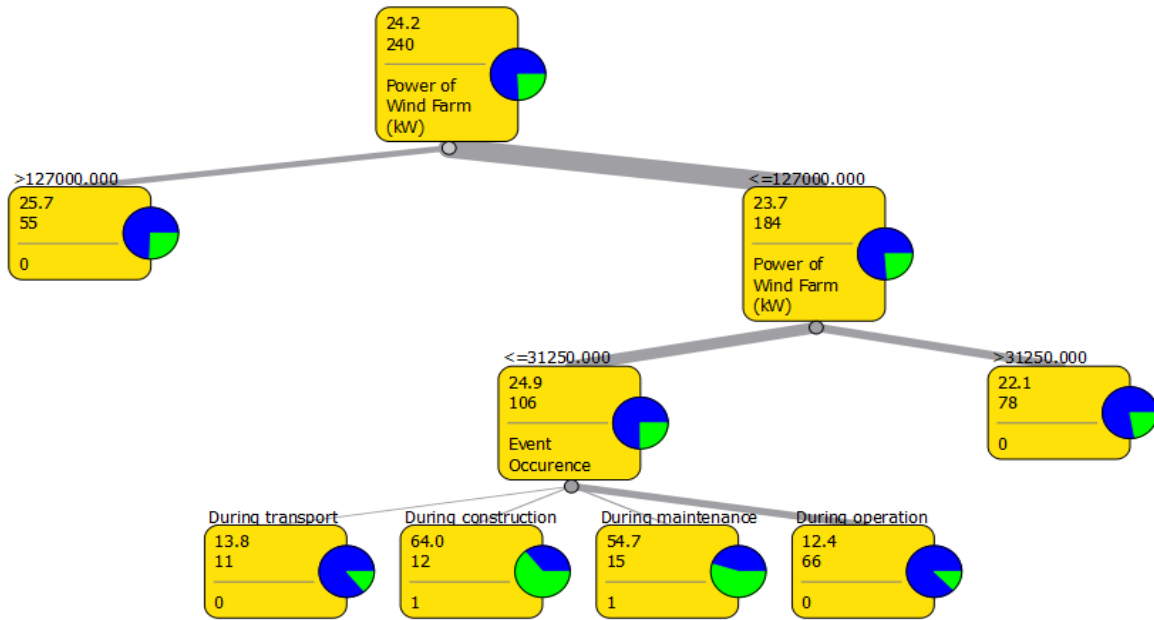 24.2
240
Power of
Wind Farm
(kW)
>127000.000
25.7
55
0
<=127000.000
23.7
184
Power of
Wind Farm
(kW)
<=31250.000
24.9
106
Event
Occurence
>31250.000
22.1
78
0
During transport
13.8
11
0
During construction
64.0
12
1
During maintenance
54.7
15
1
During operation
12.4
66
0